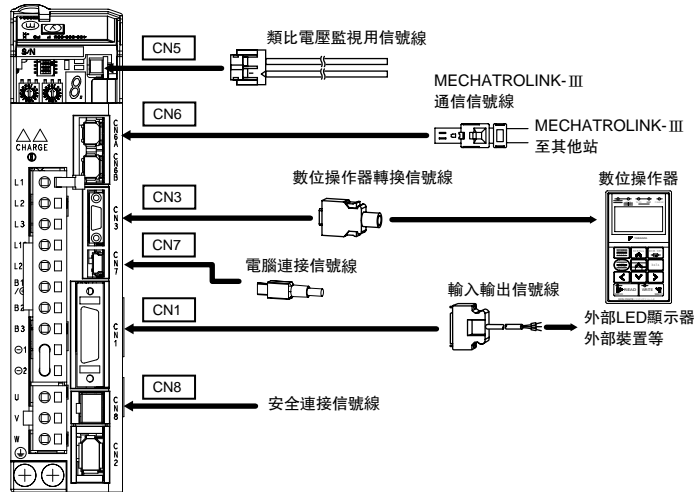 CN5
類比電壓監視用信號線
S/N
MECHATROLINK-Ⅲ
通信信號線
CN6
MECHATROLINK-Ⅲ
至其他站
CHARGE
CN6A
CN6B
數位操作器轉換信號線
數位操作器
CN3
CN3
L1
L2
L3
CN7
CN7
電腦連接信號線
L1
L2
B1
B2
B3
⊖1
⊖2
輸入輸出信號線
CN1
CN1
外部LED顯示器
外部裝置等
CN8
CN8
安全連接信號線
U
V
W
CN2